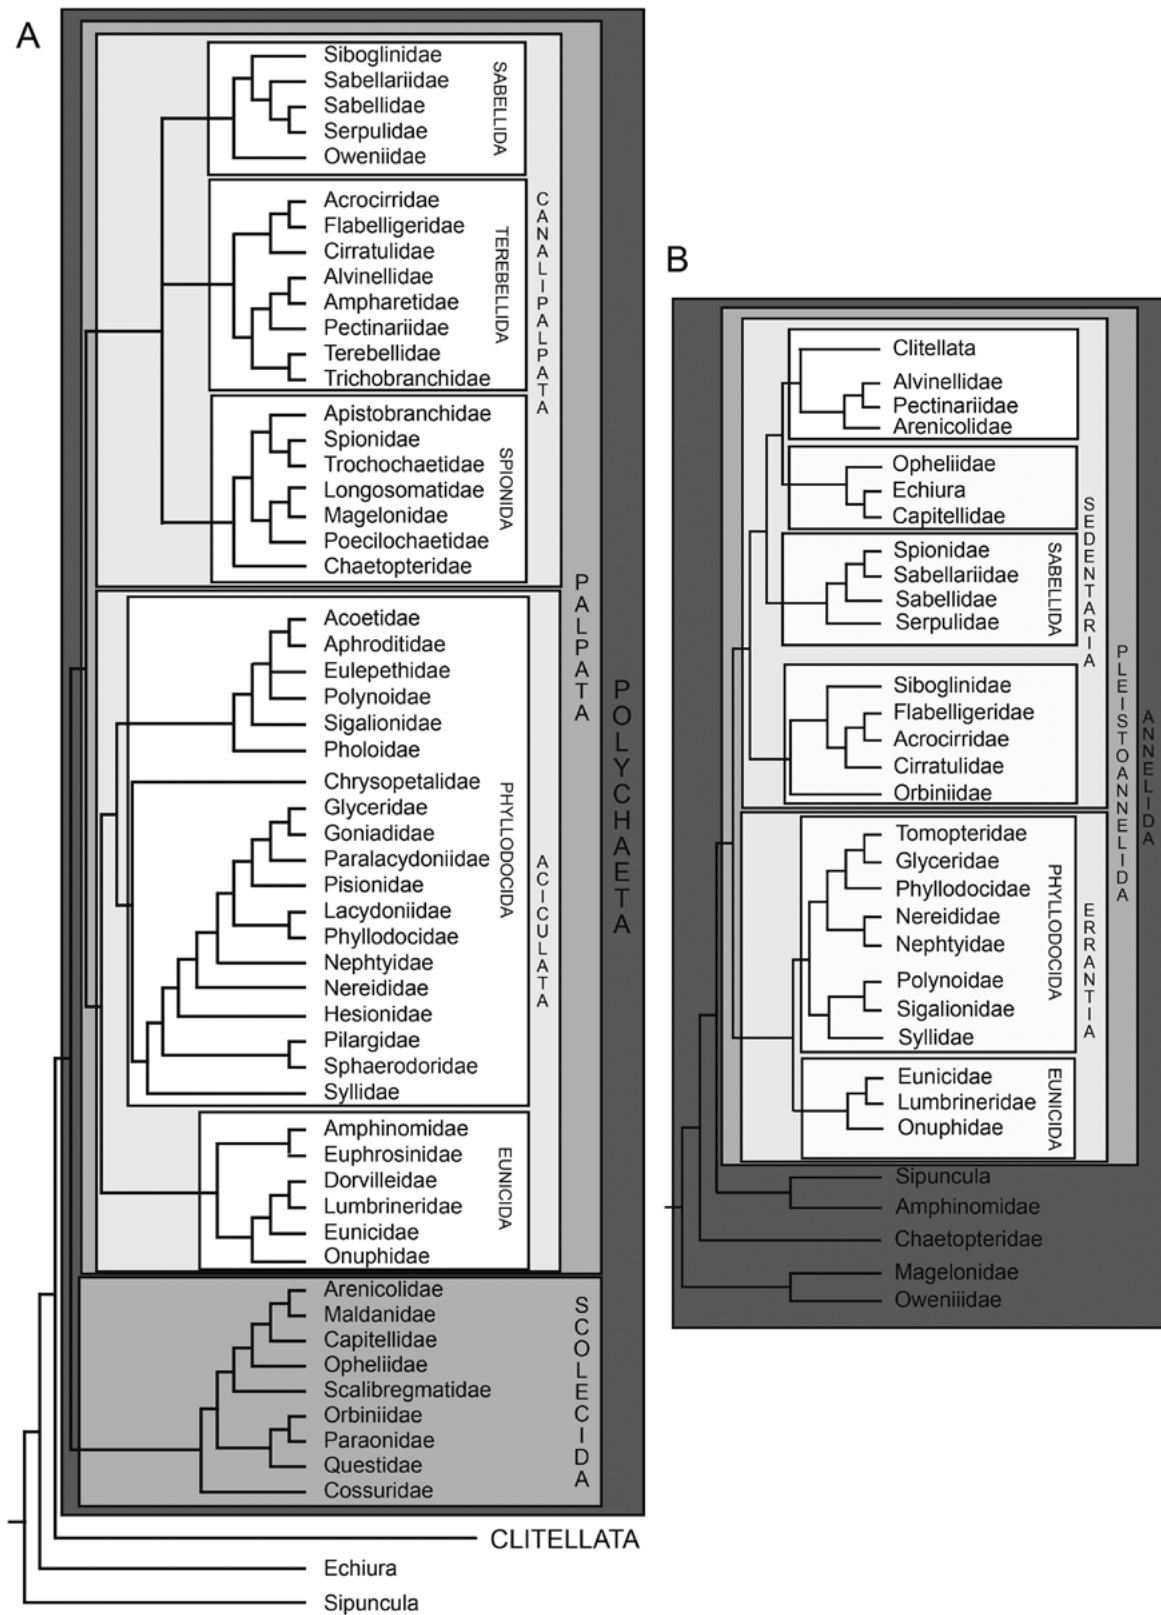 A
Siboglinidae
Sabellariidae
Sabellidae
Serpulidae
Oweniidae
SABELLIDA
Acrocirridae
Flabelligeridae
Cirratulidae
Alvinellidae
Ampharetidae
Pectinariidae
Terebellidae
Trichobranchidae
TEREBELLIDA
Apistobranchidae
Spionidae
Trochochaetidae
Longosomatidae
Magelonidae
Poecilochaetidae
Chaetopteridae
SPIONIDA
CANALIPALPATA
Acoetidae
Aphroditidae
Eulepethidae
Polynoidae
Sigalionidae
Pholoidae
Chrysopetalidae
Glyceridae
Goniadidae
Paralacydoniidae
Pisionidae
Lacydoniidae
Phyllodocidae
Nephtyidae
Nereididae
Hesionidae
Pilargidae
Sphaerodoridae
Syllidae
PHYLLODOCIDA
Amphinomidae
Euphrosinidae
Dorvilleidae
Lumbrineridae
Eunicidae
Onuphidae
EUNICIDA
ACICULATA
PALPATA
Arenicolidae
Maldanidae
Capitellidae
Opheliidae
Scalibregmatidae
Orbiniidae
Paraonidae
Questidae
Cossuridae
SCOLECIDA
POLYCHAETA
CLITELLATA
Echiura
Sipuncula
B
Clitellata
Alvinellidae
Pectinariidae
Arenicolidae
Opheliidae
Echiura
Capitellidae
Spionidae
Sabellariidae
Sabellidae
Serpulidae
SABELLIDA
Siboglinidae
Flabelligeridae
Acrocirridae
Cirratulidae
Orbiniidae
SEDENTARIA
Tomopteridae
Glyceridae
Phyllodocidae
Nereididae
Nephtyidae
Polynoidae
Sigalionidae
Syllidae
PHYLLODOCIDA
Eunicidae
Lumbrineridae
Onuphidae
EUNICIDA
ERRANTIA
PLEISTOANNELIDA
Sipuncula
Amphinomidae
Chaetopteridae
Magelonidae
Oweniiidae
ANNELIDA